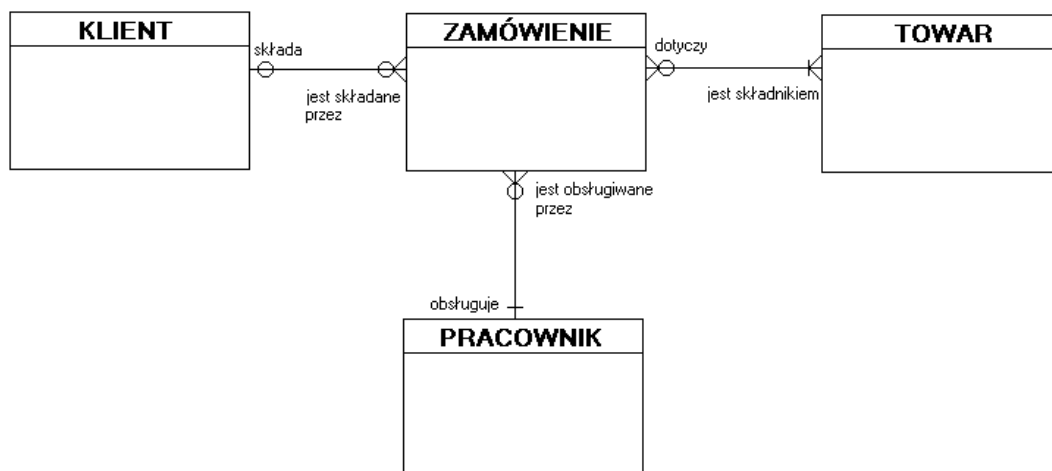 KLIENT
składa
jest składane
przez
ZAMÓWIENIE
dotyczy
jest składnikiem
TOWAR
jest obsługiwane
przez
obsługuje
PRACOWNIK